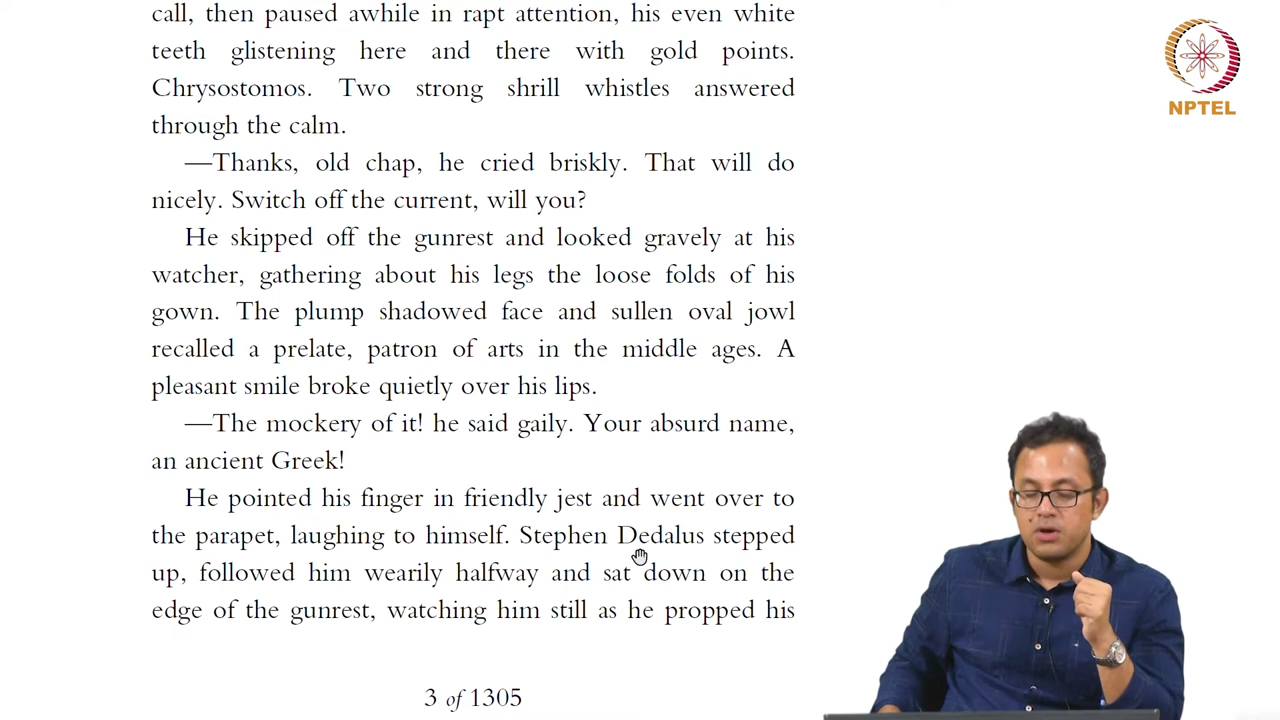 call, then paused awhile in rapt attention, his even white
teeth glistening here and there with gold points.
Chrysostomos. Two strong shrill whistles answered
through the calm.
—Thanks, old chap, he cried briskly. That will do
nicely. Switch off the current, will you?
He skipped off the gunrest and looked gravely at his
watcher, gathering about his legs the loose folds of his
gown. The plump shadowed face and sullen oval jowl
recalled a prelate, patron of arts in the middle ages. A
pleasant smile broke quietly over his lips.
—The mockery of it! he said gaily. Your absurd name,
an ancient Greek!
He pointed his finger in friendly jest and went over to
the parapet, laughing to himself. Stephen Dedalus stepped
up, followed him wearily halfway and sat down on the
edge of the gunrest, watching him still as he propped his
3 of 1305
NPTEL